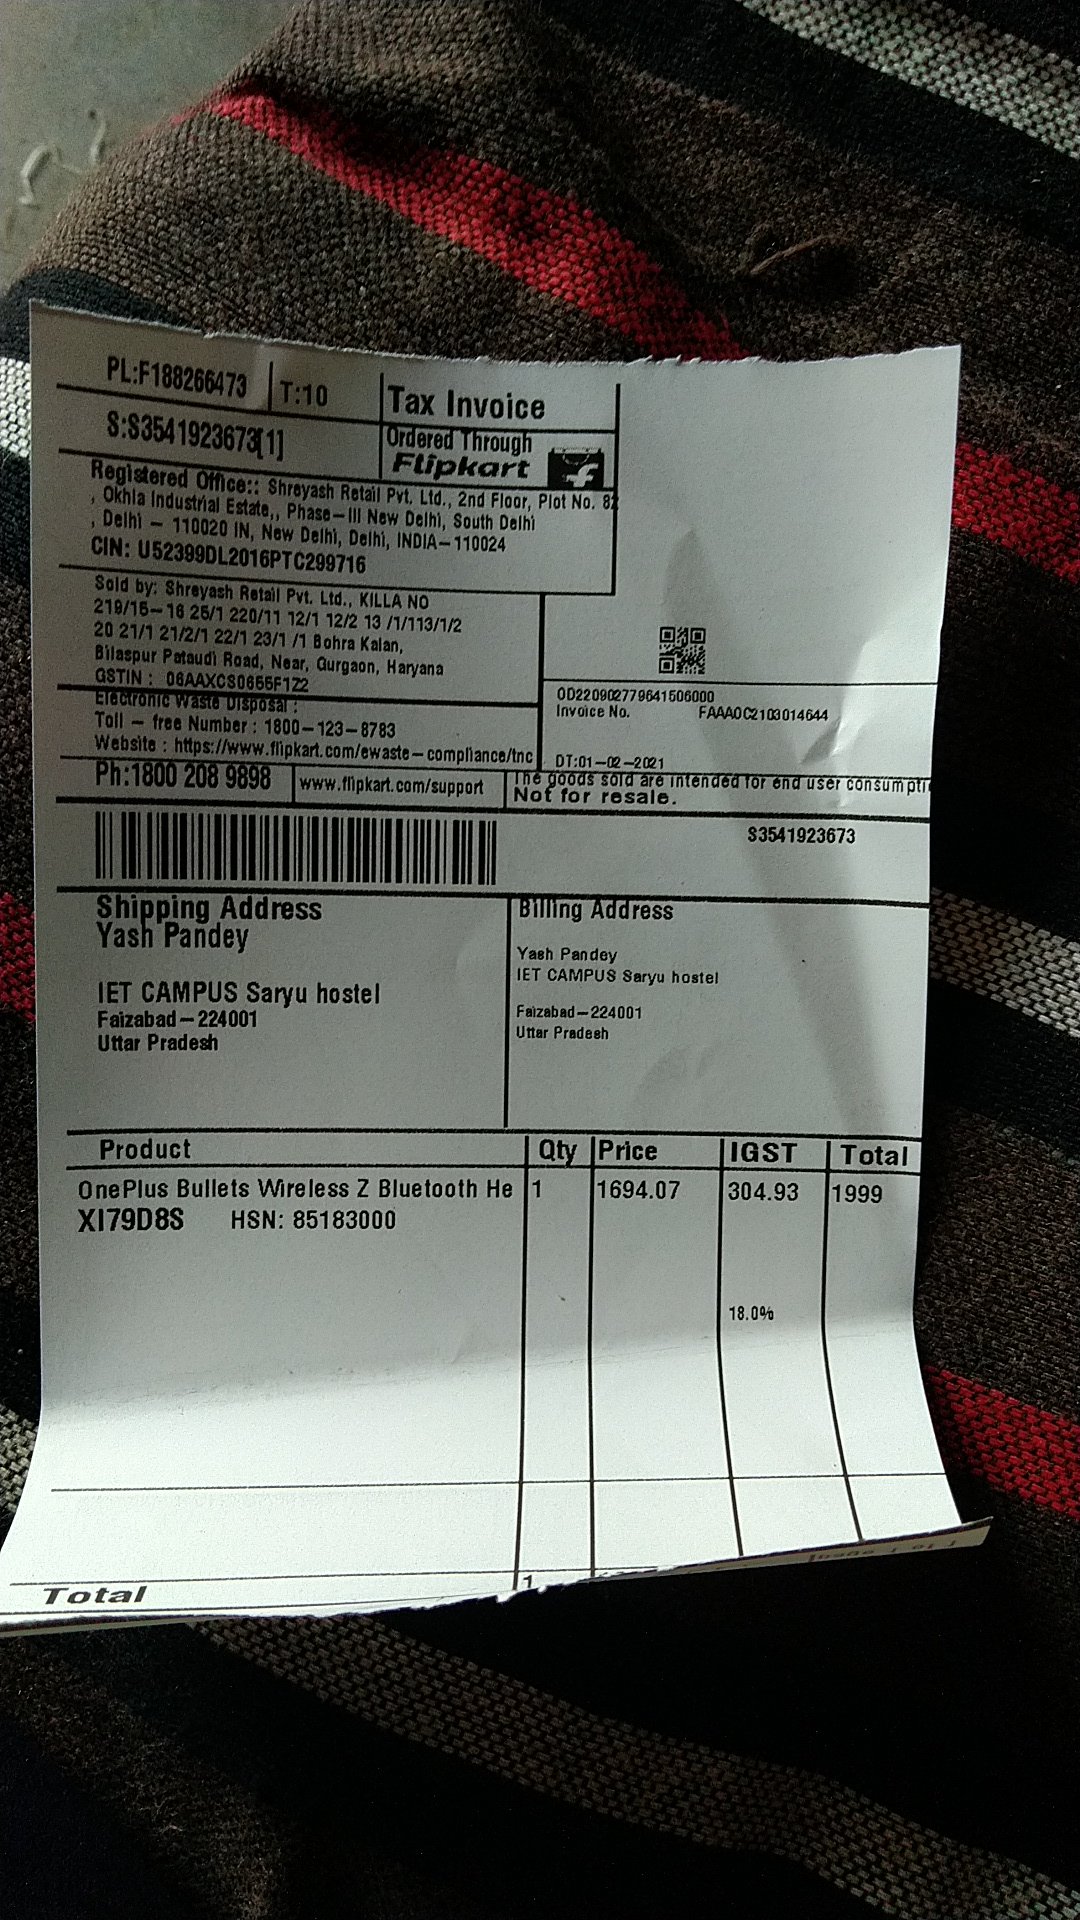 PL:F188266473
T:10
Tax Invoice
S:S3541923673[1]
Ordered Through
Flipkart
Registered Office:: Shreyash Retail Pvt. Ltd., 2nd Floor, Plot No. 82
, Okhla Industrial Estate,, Phase-III New Delhi, South Delhi
, Delhi - 110020 IN, New Delhi, Delhi, INDIA-110024
CIN: U52399DL2016PTC299716
Sold by: Shreyash Retail Pvt. Ltd., KILLA NO
219/15-16 25/1 220/11 12/1 12/2 13 /1/113/1/2
20 21/1 21/2/1 22/1 23/1 /1 Bohra Kalan,
Bilaspur Pataudi Road, Near, Gurgaon, Haryana
GSTIN : 06AAXCS0655F1Z2
Electronic Waste Disposal :
Toll - free Number : 1800-123-8783
Website : https://www.flipkart.com/ewaste-compliance/tnc
OD220902779641506000
Invoice No. FAAA0C2103014644
DT:01-02-2021
Ph:1800 208 9898
www.flipkart.com/support
The goods sold are intended for end user consumpti
Not for resale.
S3541923673
Shipping Address
Yash Pandey
IET CAMPUS Saryu hostel
Faizabad-224001
Uttar Pradesh
Billing Address
Yash Pandey
IET CAMPUS Saryu hostel
Faizabad-224001
Uttar Pradesh
Product Qty Price IGST Total
OnePlus Bullets Wireless Z Bluetooth He 1 1694.07 304.93 1999
XI79D8S HSN: 85183000
18.0%
Total 1